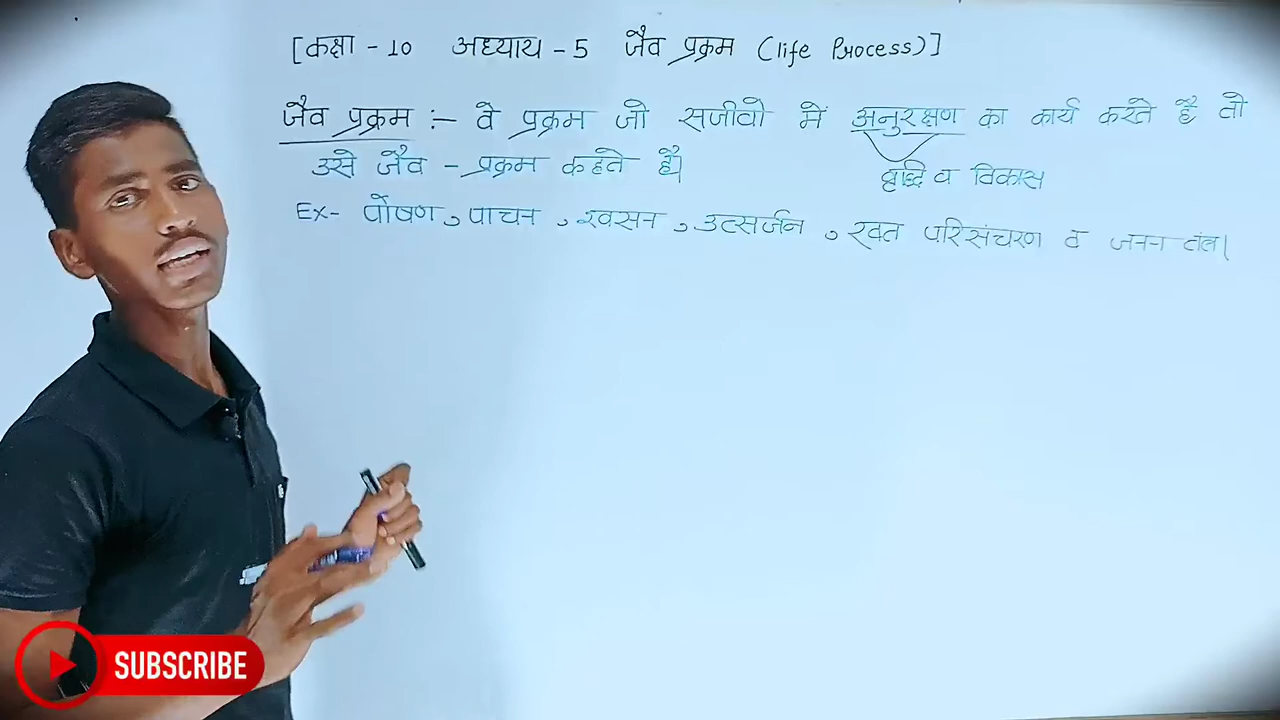 [कक्षा - 10 अध्याय - 5 जैव प्रक्रम (life Process)]
जैव प्रक्रम :- वे प्रक्रम जो सजीवो में अनुरक्षण का कार्य करते है तो
उसे जैव - प्रक्रम कहते है।
वृद्धि व विकास
Ex- पोषण, पाचन, श्वसन, उत्सर्जन, रक्त परिसंचरण व जनन तंत्र।
SUBSCRIBE